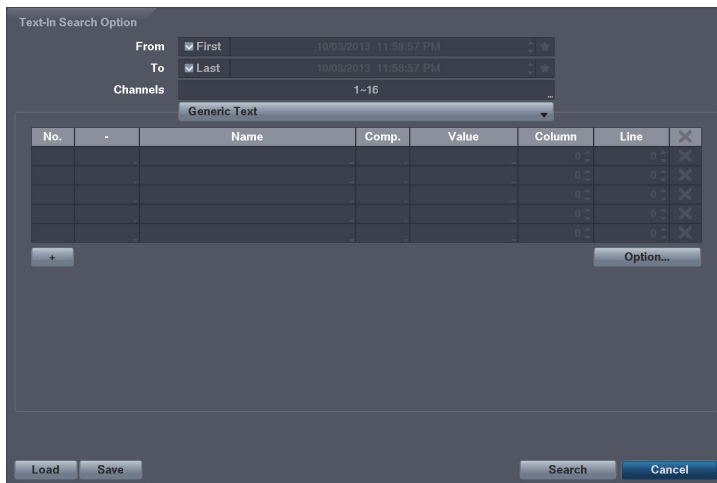 Text-In Search Option
From First 10/03/2013 11:58:57 PM
To Last 10/03/2013 11:58:57 PM
Channels 1~16 ...
Generic Text
No. - Name Comp. Value Column Line
0 0
0 0
0 0
0 0
0 0
+ Option...
Load Save Search Cancel